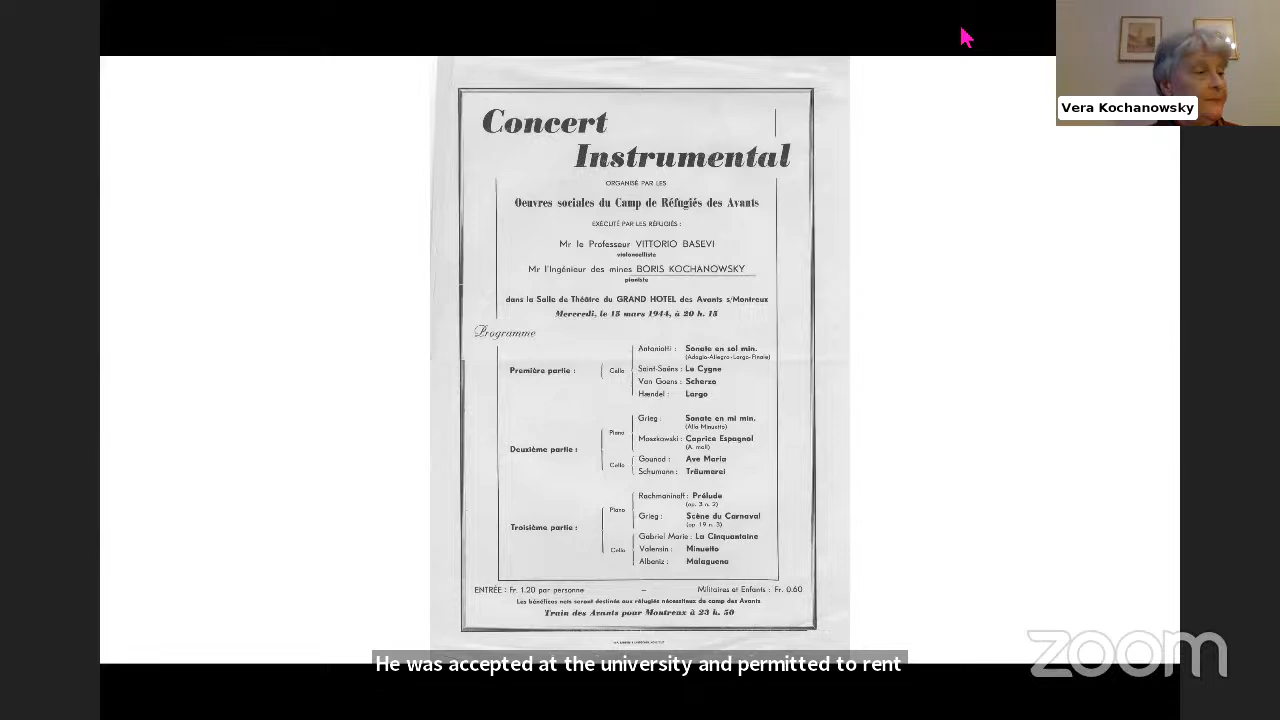 Concert
Instrumental
ORGANISÉ PAR LES
Oeuvres sociales du Camp de Réfugiés des Avants
EXÉCUTÉ PAR LES RÉFUGIÉS :
Mr le Professeur VITTORIO BASEVI
violoncelliste
Mr l'Ingénieur des mines BORIS KOCHANOWSKY
pianiste
dans la Salle de Théâtre du GRAND HOTEL des Avants s/Montreux
Mercredi, le 15 mars 1944, à 20 h. 15
Programme
Première partie :
Cello
Antoniotti : Sonate en sol min.
(Adagio-Allegro-Largo-Finale)
Saint-Saëns : Le Cygne
Van Goens : Scherzo
Hændel : Largo
Deuxième partie :
Piano
Grieg : Sonate en mi min.
(Alla Minuetto)
Moszkowski : Caprice Espagnol
(A. moll)
Cello
Gounod : Ave Maria
Schumann : Träumerei
Troisième partie :
Piano
Rachmaninoff : Prélude
(op. 3 n. 2)
Grieg : Scène du Carnaval
(op 19 n. 3)
Cello
Gabriel Marie : La Cinquantaine
Valensin : Minuetto
Albeniz : Malaguena
ENTRÉE : Fr. 1.20 par personne – Militaires et Enfants : Fr. 0.60
Les bénéfices nets seront destinés aux réfugiés nécessiteux du camp des Avants
Train des Avants pour Montreux à 23 h. 50
Vera Kochanowsky
He was accepted at the university and permitted to rent
zoom